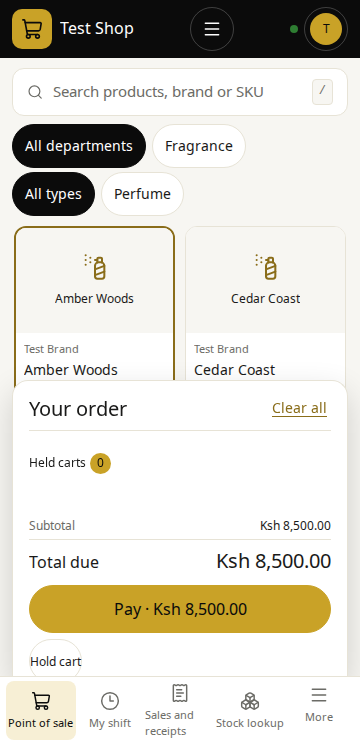 Test Shop
T
Search products, brand or SKU
/
All departments
Fragrance
All types
Perfume
Amber Woods
Cedar Coast
Test Brand
Test Brand
Amber Woods
Cedar Coast
Your order
Clear all
Held carts 0
Subtotal
Ksh 8,500.00
Total due
Ksh 8,500.00
Pay · Ksh 8,500.00
Hold cart
Point of sale
My shift
Sales and
receipts
Stock lookup
More